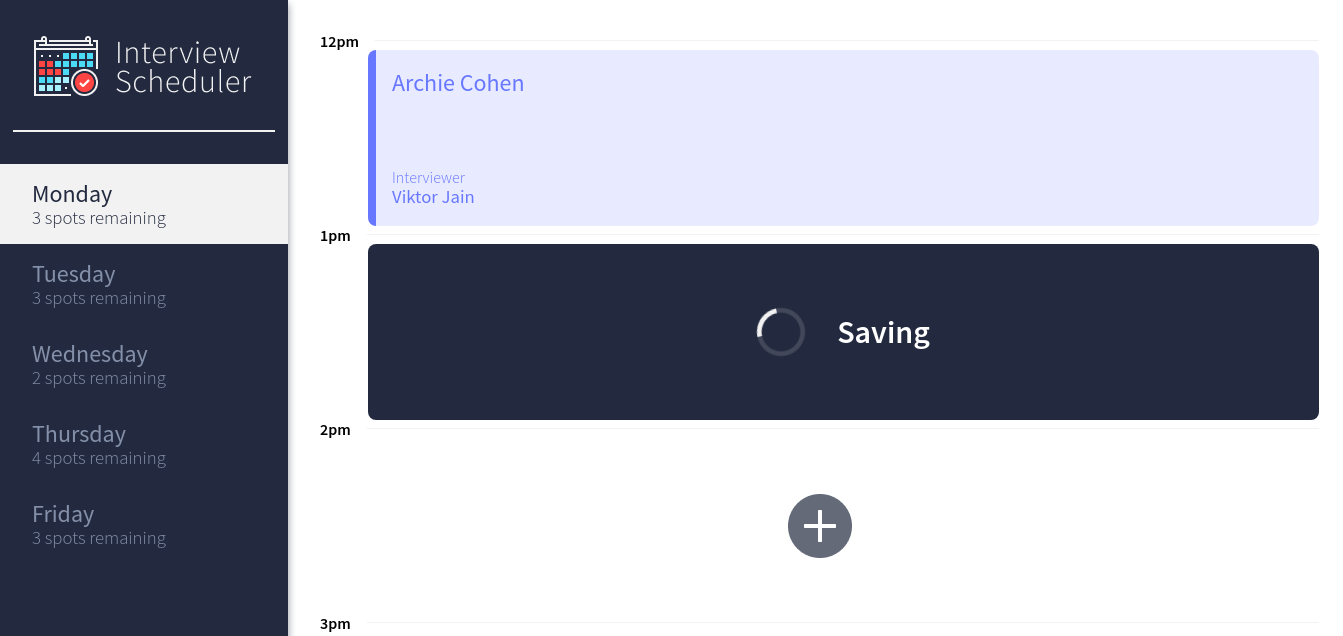 Interview
Scheduler
Monday
3 spots remaining
Tuesday
3 spots remaining
Wednesday
2 spots remaining
Thursday
4 spots remaining
Friday
3 spots remaining
12pm
Archie Cohen
Interviewer
Viktor Jain
1pm
Saving
2pm
3pm